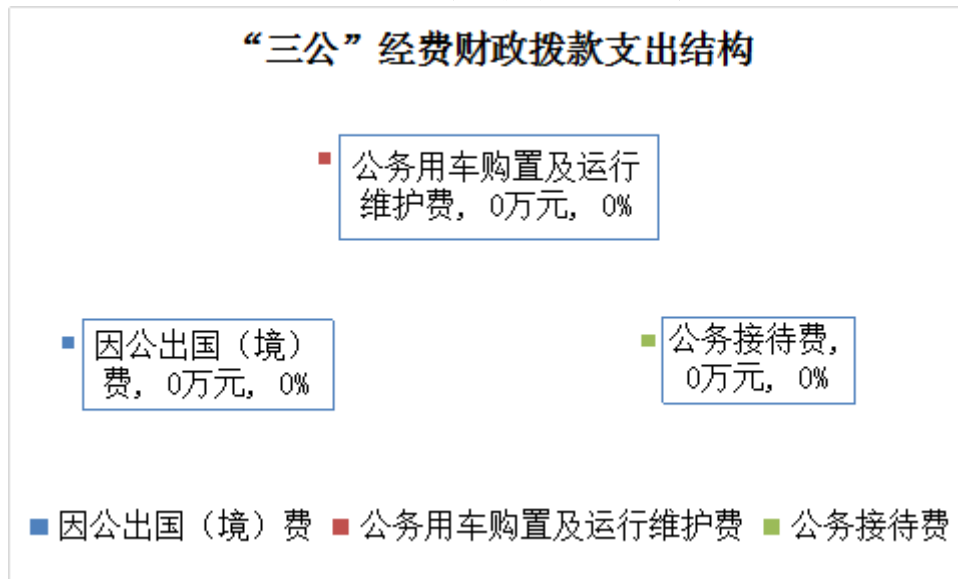 “三公”经费财政拨款支出结构
公务用车购置及运行
维护费, 0万元, 0%
因公出国（境）
费, 0万元, 0%
公务接待费,
0万元, 0%
因公出国（境）费 公务用车购置及运行维护费 公务接待费